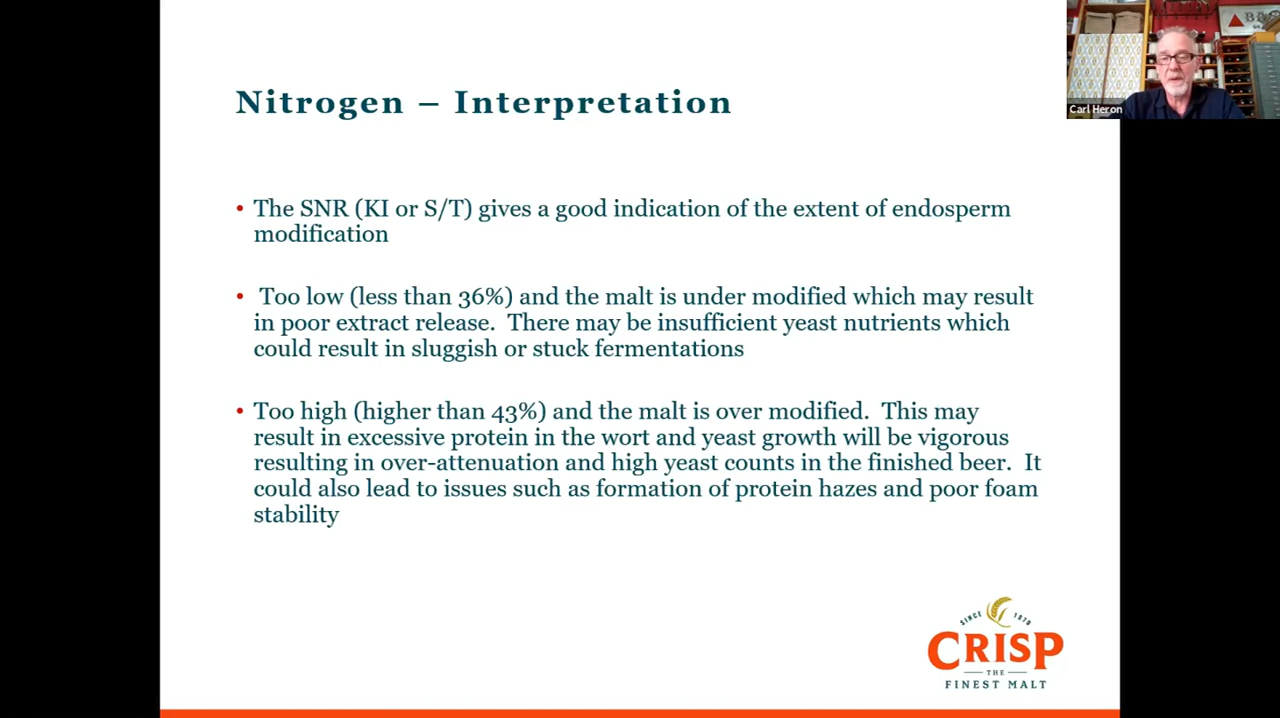 Nitrogen – Interpretation
• The SNR (KI or S/T) gives a good indication of the extent of endosperm
modification
• Too low (less than 36%) and the malt is under modified which may result
in poor extract release. There may be insufficient yeast nutrients which
could result in sluggish or stuck fermentations
• Too high (higher than 43%) and the malt is over modified. This may
result in excessive protein in the wort and yeast growth will be vigorous
resulting in over-attenuation and high yeast counts in the finished beer. It
could also lead to issues such as formation of protein hazes and poor foam
stability
Carl Heron
SINCE 1870
CRISP
THE
FINEST MALT